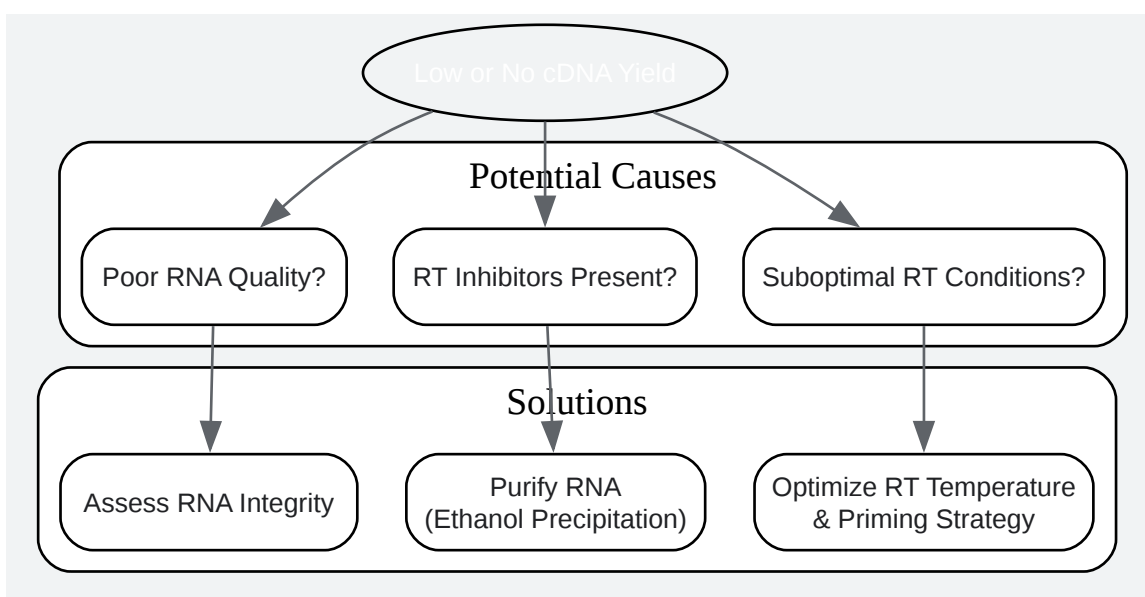 Low or No cDNA Yield
Potential Causes
Poor RNA Quality?
RT Inhibitors Present?
Suboptimal RT Conditions?
Solutions
Assess RNA Integrity
Purify RNA
(Ethanol Precipitation)
Optimize RT Temperature
& Priming Strategy